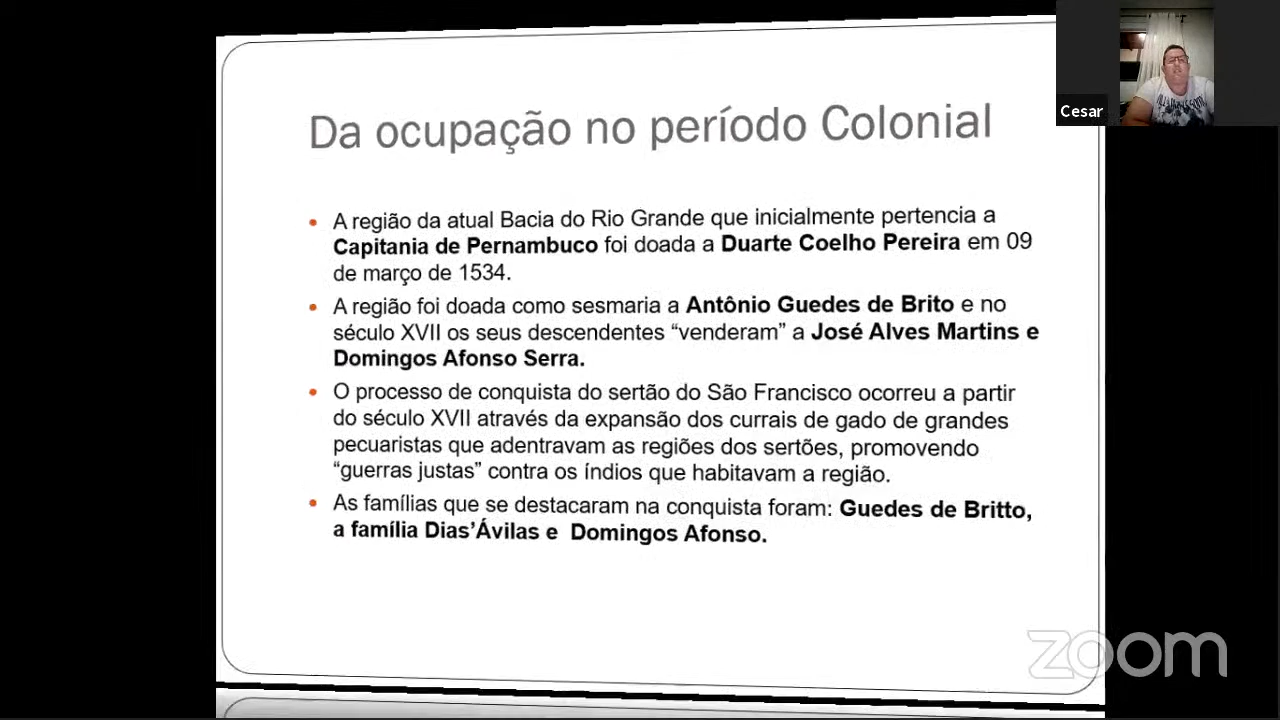 Da ocupação no período Colonial
• A região da atual Bacia do Rio Grande que inicialmente pertencia a
Capitania de Pernambuco foi doada a Duarte Coelho Pereira em 09
de março de 1534.
• A região foi doada como sesmaria a Antônio Guedes de Brito e no
século XVII os seus descendentes “venderam” a José Alves Martins e
Domingos Afonso Serra.
• O processo de conquista do sertão do São Francisco ocorreu a partir
do século XVII através da expansão dos currais de gado de grandes
pecuaristas que adentravam as regiões dos sertões, promovendo
“guerras justas” contra os índios que habitavam a região.
• As famílias que se destacaram na conquista foram: Guedes de Britto,
a família Dias’Ávilas e Domingos Afonso.
Cesar
zoom